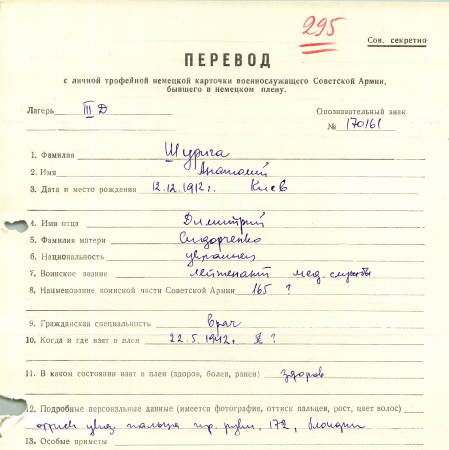 295
Сов. секретно
ПЕРЕВОД
с личной трофейной немецкой карточки военнослужащего Советской Армии,
бывшего в немецком плену.
Лагерь III Д Опознавательный знак
№ 170161
1. Фамилия Шурига
2. Имя Анатолий
3. Дата и место рождения 12.12.1912 г. Киев
4. Имя отца Димитрий
5. Фамилия матери Сидорченко
6. Национальность украинец
7. Воинское звание лейтенант мед. службы
8. Наименование воинской части Советской Армии 165 ?
9. Гражданская специальность врач
10. Когда и где взят в плен 22.5.1942.
11. В каком состоянии взят в плен (здоров, болен, ранен) здоров
12. Подробные персональные данные (имеется фотография, оттиск пальцев, рост, цвет волос)
оттиск указ. пальца пр. руки, 172, блондин
13. Особые приметы